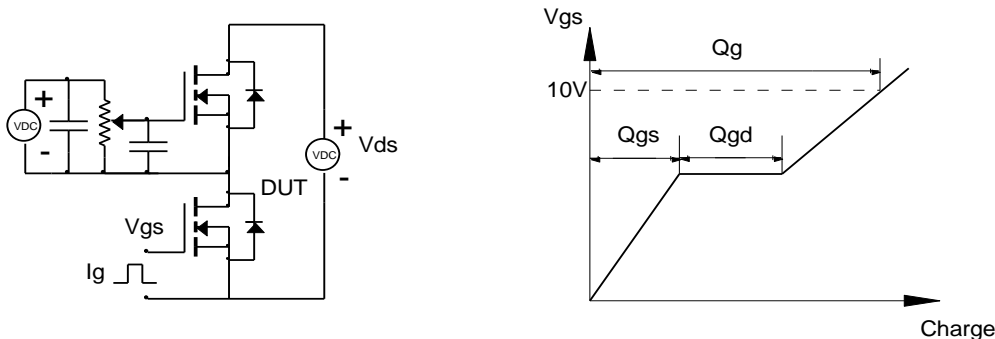 +
VDC
-
+
VDC
Vds
-
DUT
Vgs
Ig
Vgs
Qg
10V
Qgs
Qgd
Charge